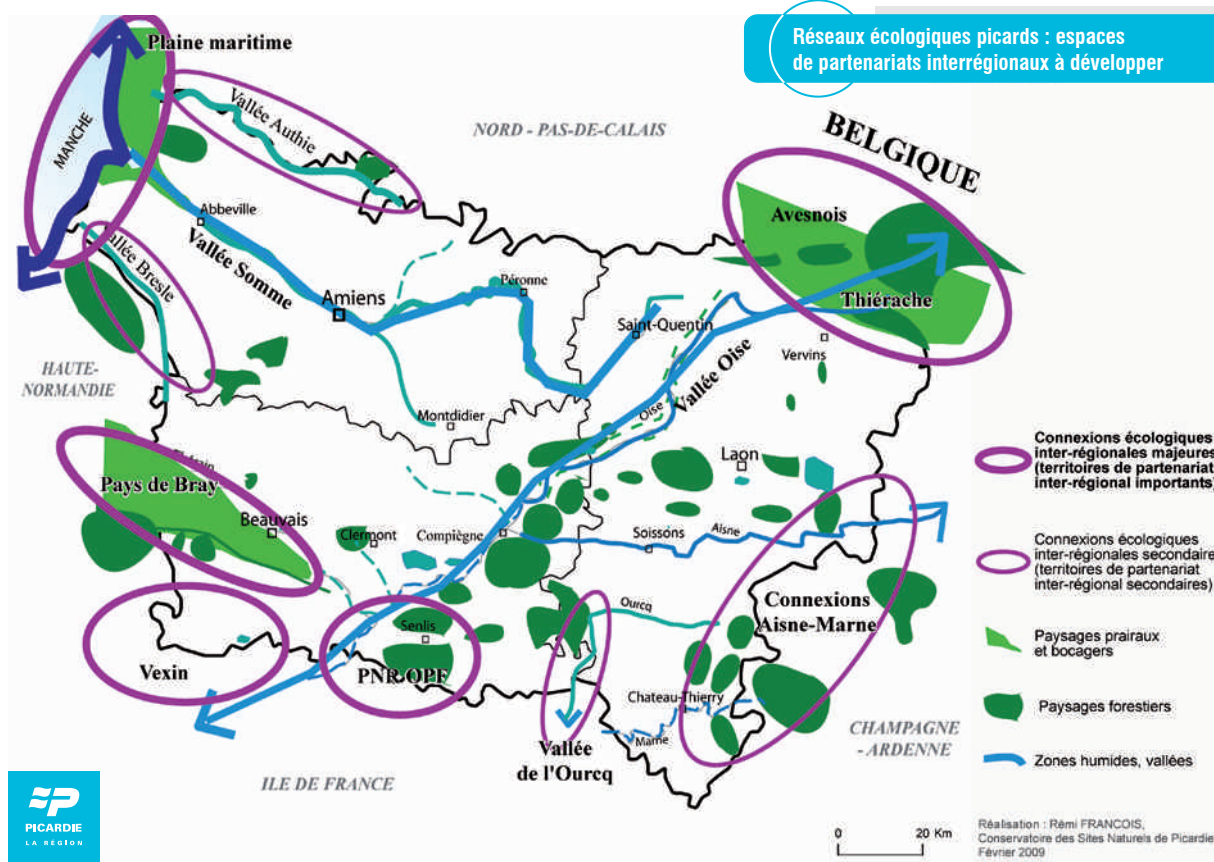 Réseaux écologiques picards : espaces
de partenariats interrégionaux à développer
Plaine maritime
MANCHE
Vallée Authie
NORD - PAS-DE-CALAIS
BELGIQUE
Avesnois
Thiérache
Abbeville
Vallée Somme
Bresle
Amiens
Péronne
Saint-Quentin
Vervins
Vallée Oise
Oise
HAUTE-
NORMANDIE
Montdidier
Laon
Pays de Bray
Beauvais
Clermont
Compiègne
Soissons
Aisne
Ourcq
Connexions
Aisne-Marne
Senlis
PNR OPF
Vexin
Chateau-Thierry
Marne
Vallée
de l'Ourcq
CHAMPAGNE
- ARDENNE
ILE DE FRANCE
Connexions écologiques
inter-régionales majeures
(territoires de partenariat
inter-régional importants)
Connexions écologiques
inter-régionales secondaire
(territoires de partenariat
inter-régional secondaires)
Paysages prairaux
et bocagers
Paysages forestiers
Zones humides, vallées
0 20 Km
Réalisation : Rémi FRANCOIS,
Conservatoire des Sites Naturels de Picardie
Février 2009
PICARDIE
LA RÉGION